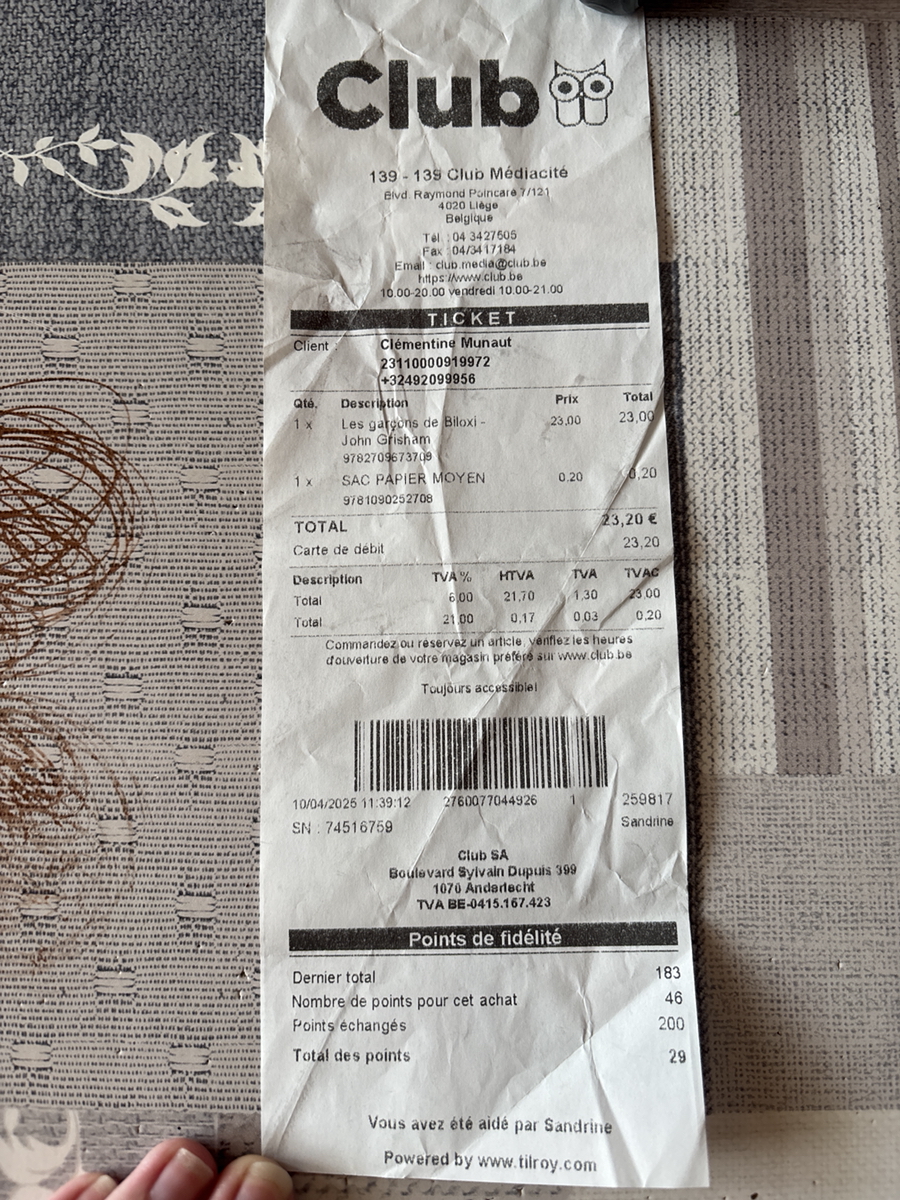 Club
139 - 139 Club Médiacité
Blvd. Raymond Poincaré 7/121
4020 Liège
Belgique
Tél : 04 3427605
Fax : 04/3417184
Email : club.media@club.be
https://www.club.be
10.00-20.00 vendredi 10.00-21.00
TICKET
Client : Clémentine Munaut
23110000919972
+32492099956
Qté. Description Prix Total
1 x Les garçons de Biloxi - 23,00 23,00
John Grisham
9782709673709
1 x SAC PAPIER MOYEN 0.20 0,20
9781090252708
TOTAL 23,20 €
Carte de débit 23,20
Description TVA % HTVA TVA TVAC
Total 6,00 21,70 1,30 23,00
Total 21,00 0,17 0,03 0,20
Commandez ou réservez un article, vérifiez les heures
d'ouverture de votre magasin préféré sur www.club.be
Toujours accessible!
10/04/2025 11:39:12 2760077044926 1 259817
SN : 74516759 Sandrine
Club SA
Boulevard Sylvain Dupuis 399
1070 Anderlecht
TVA BE-0415.167.423
Points de fidélité
Dernier total 183
Nombre de points pour cet achat 46
Points échangés 200
Total des points 29
Vous avez été aidé par Sandrine
Powered by www.tilroy.com